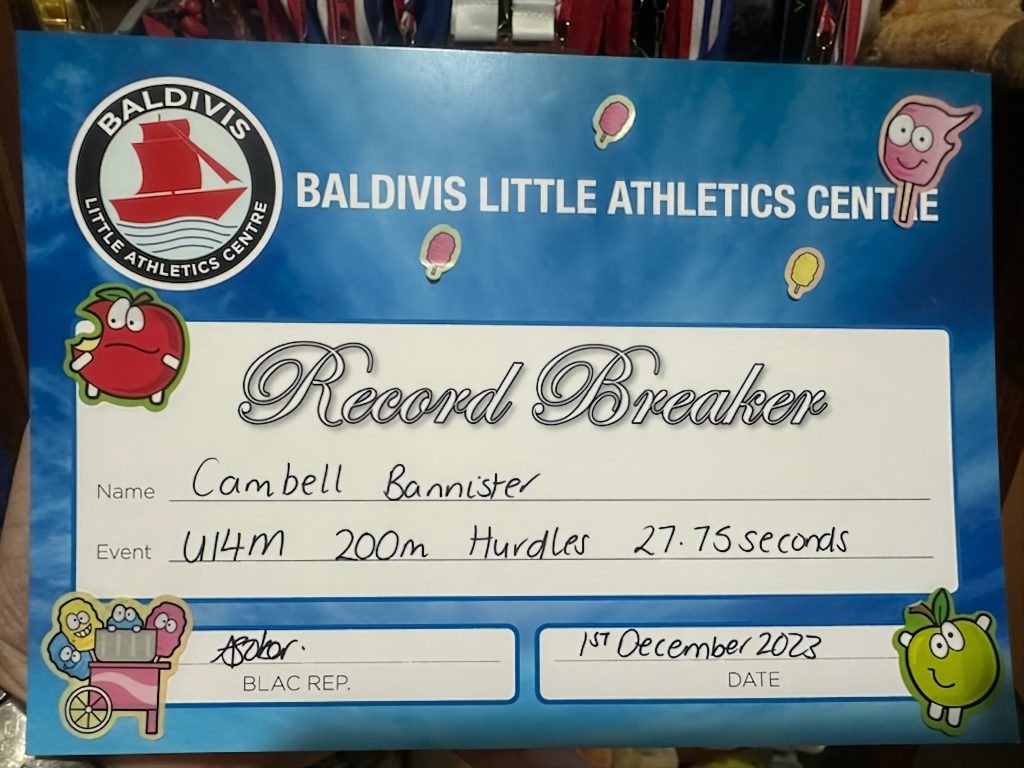 BALDIVIS
LITTLE ATHLETICS CENTRE
BALDIVIS LITTLE ATHLETICS CENTRE
Record Breaker
Name Cambell Bannister
Event U14M 200m Hurdles 27.75 seconds
BLAC REP.
1ST December 2023
DATE